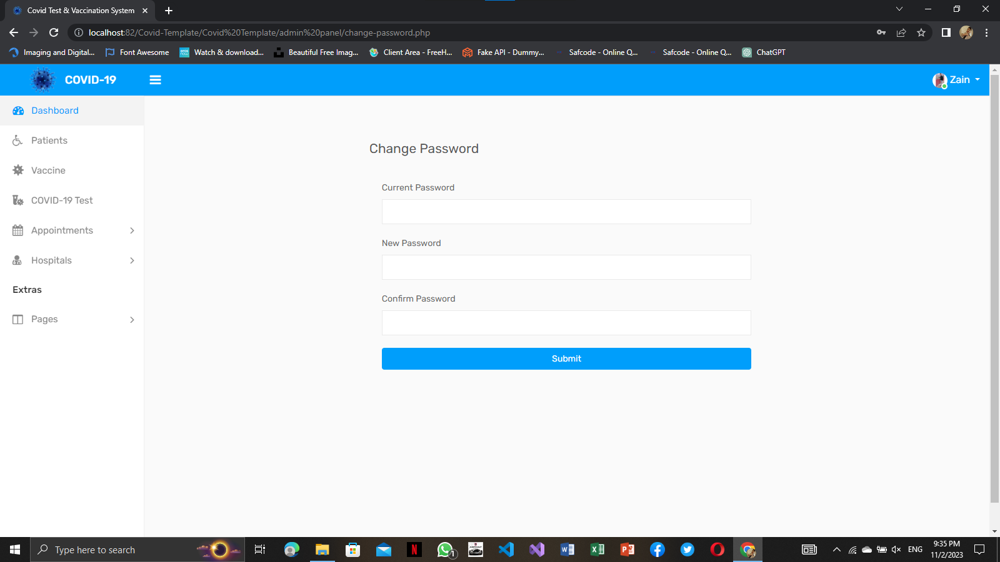 Covid Test & Vaccination System
localhost:82/Covid-Template/Covid%20Template/admin%20panel/change-password.php
Imaging and Digital...
Font Awesome
eros now
Watch & download...
Beautiful Free Imag...
Client Area - FreeH...
Fake API - Dummy...
Safcode - Online Q...
Safcode - Online Q...
ChatGPT
COVID-19
Zain
Dashboard
Patients
Vaccine
COVID-19 Test
Appointments
Hospitals
Extras
Pages
Change Password
Current Password
New Password
Confirm Password
Submit
Type here to search
N
1
W
X
P
ENG
9:35 PM
11/2/2023